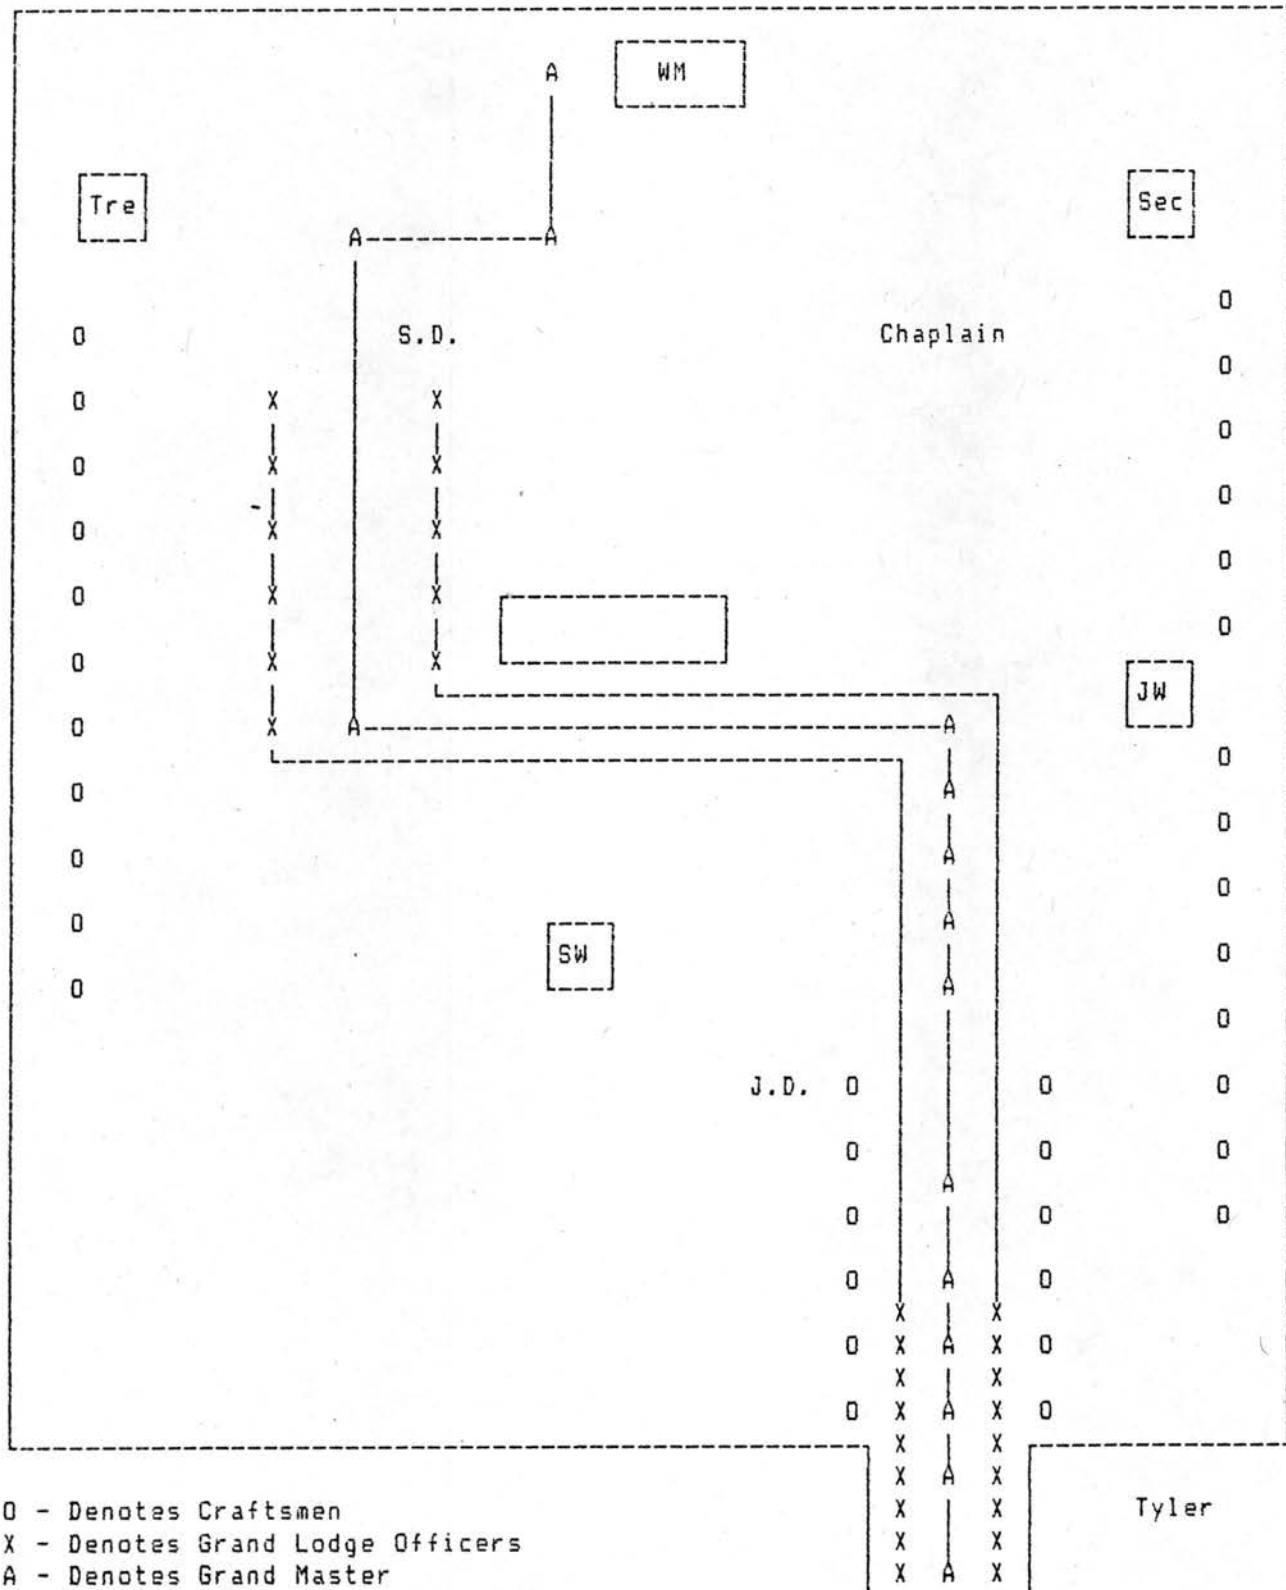 A WM
Tre Sec
A A
O
O S.D. Chaplain
O
O X X
O
O X X
O
O X X
O
O X X
O
O X X
JW
O X A A
O
O A
O
O A
O
O A
SW O
O A
O
J.D. O O O
O O O
A
O O O
O A O
X X
O X A X O
X X
O X A X O
X X
X A X
O - Denotes Craftsmen X X Tyler
X - Denotes Grand Lodge Officers X X
A - Denotes Grand Master X A X